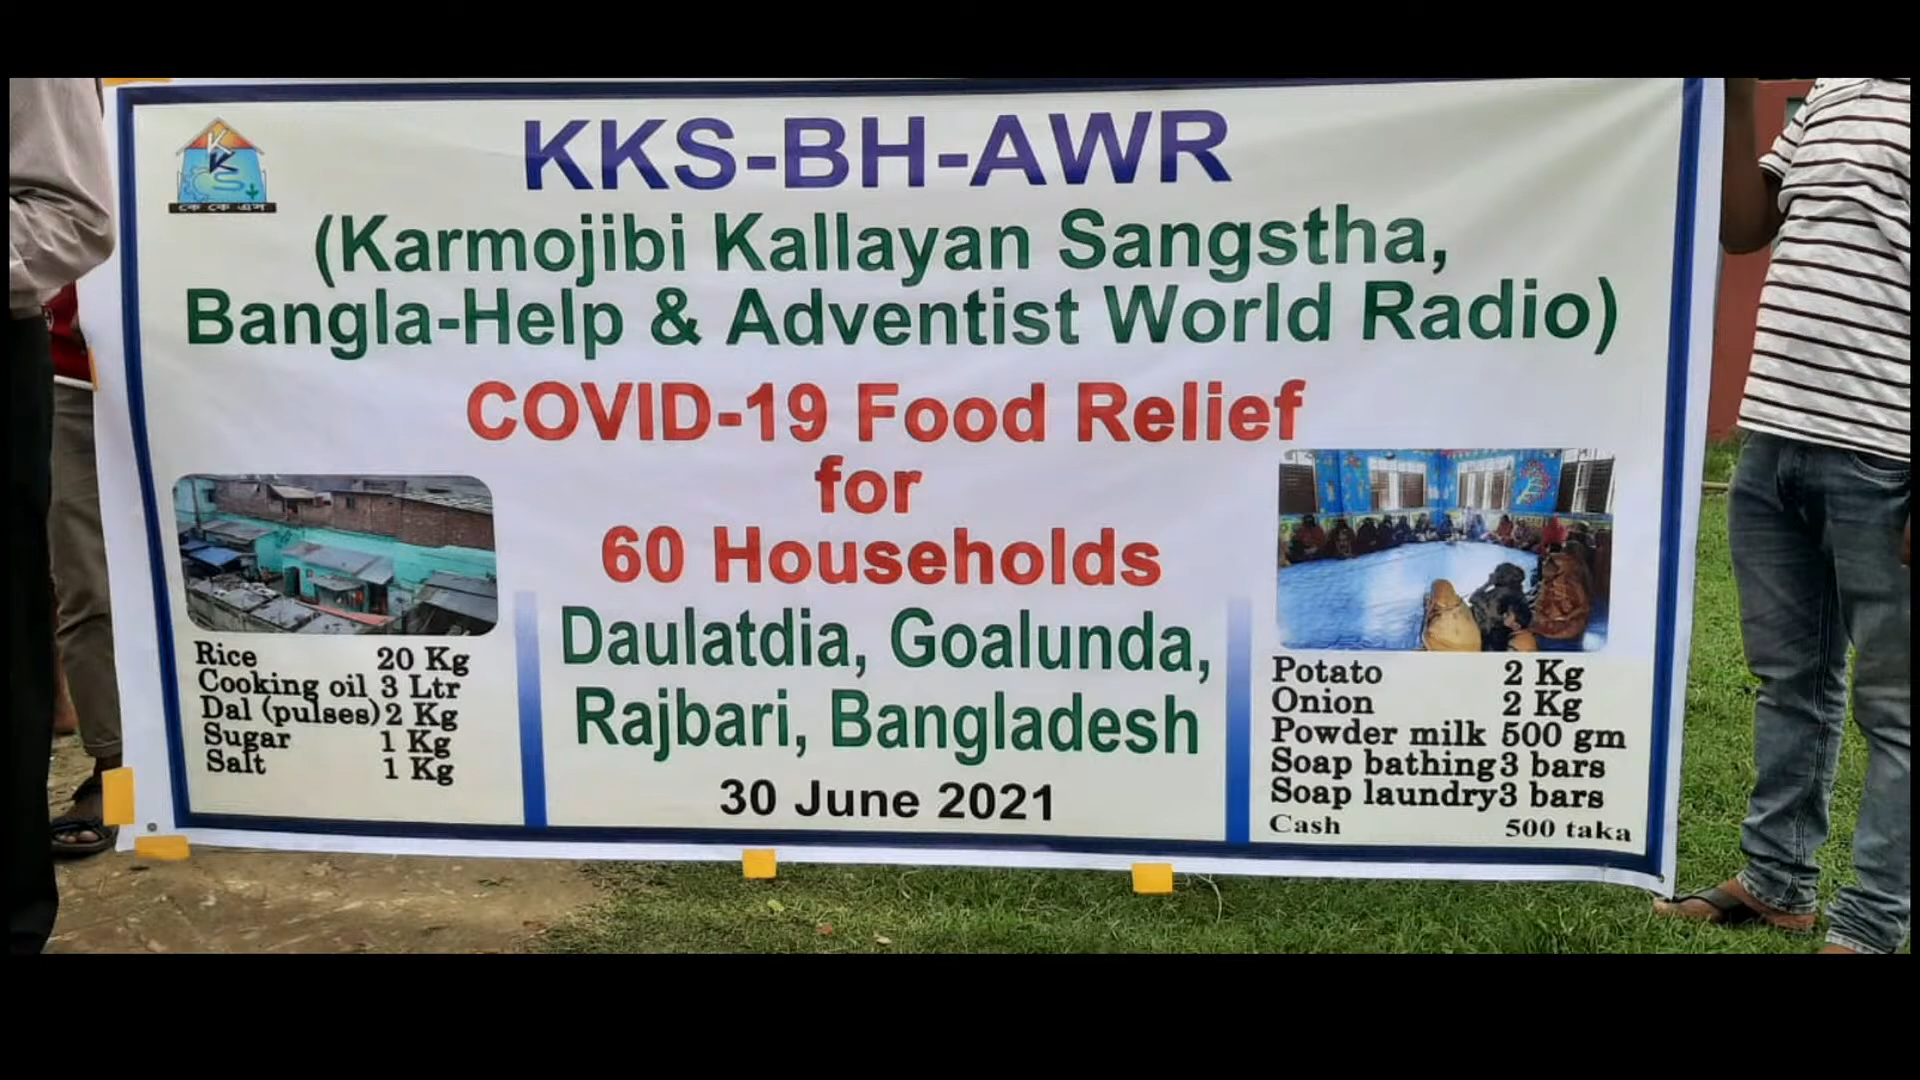 KKS
কে কে এস
KKS-BH-AWR
(Karmojibi Kallayan Sangstha,
Bangla-Help & Adventist World Radio)
COVID-19 Food Relief
for
60 Households
Daulatdia, Goalunda,
Rajbari, Bangladesh
30 June 2021
Rice 20 Kg
Cooking oil 3 Ltr
Dal (pulses) 2 Kg
Sugar 1 Kg
Salt 1 Kg
Potato 2 Kg
Onion 2 Kg
Powder milk 500 gm
Soap bathing 3 bars
Soap laundry 3 bars
Cash 500 taka